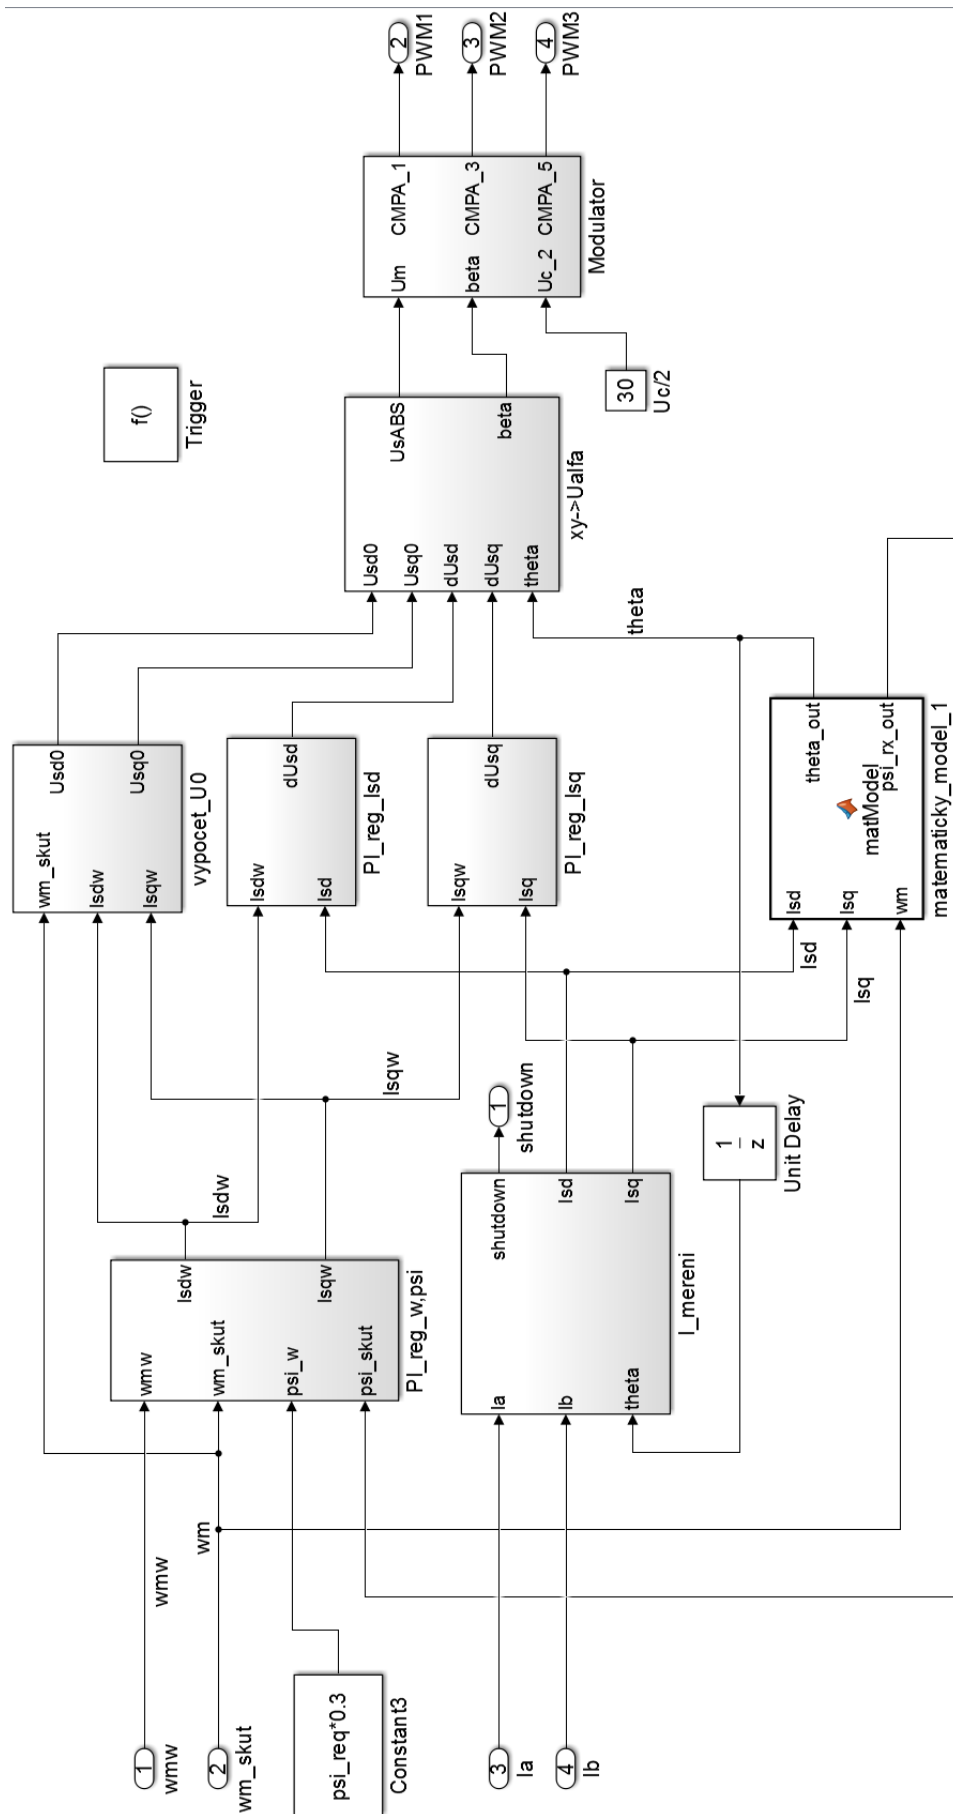 1
wmw
2
wm_skut
psi_req*0.3
Constant3
3
Ia
4
Ib
wmw
wm
wmw
wm_skut
psi_w
psi_skut
Isdw
Isqw
PI_reg_w,psi
Isdw
Isqw
Ia
Ib
theta
shutdown
Isd
Isq
I_mereni
1
shutdown
1
z
Unit Delay
wm_skut
Isdw
Isqw
Usd0
Usq0
vypocet_U0
Isdw
Isd
dUsd
PI_reg_Isd
Isqw
Isq
dUsq
PI_reg_Isq
Isd
Isq
Isd
Isq
wm
matModel
theta_out
psi_rx_out
matematicky_model_1
theta
Usd0
Usq0
dUsd
dUsq
theta
UsABS
beta
xy->Ualfa
f()
Trigger
30
Uc/2
Um
beta
Uc_2
CMPA_1
CMPA_3
CMPA_5
Modulator
2
PWM1
3
PWM2
4
PWM3